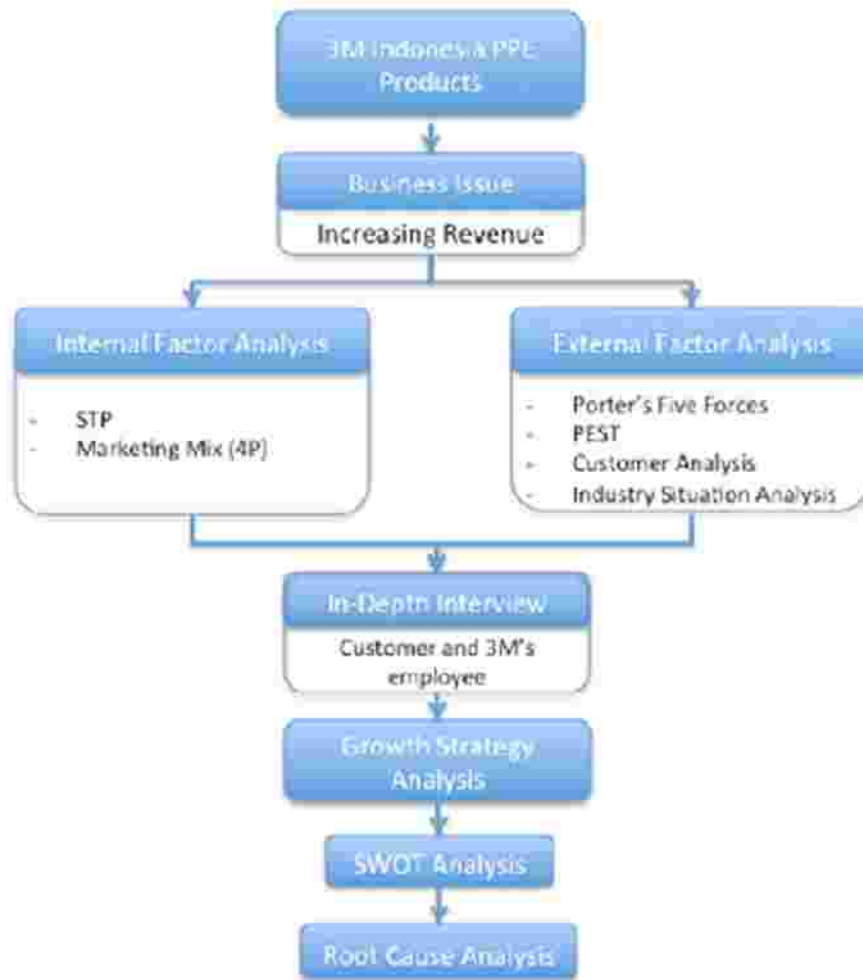 3M Indonesia PPE
Products
Business Issue
Increasing Revenue
Internal Factor Analysis
External Factor Analysis
- STP
- Marketing Mix (4P)
- Porter's Five Forces
- PEST
- Customer Analysis
- Industry Situation Analysis
In-Depth Interview
Customer and 3M's
employee
Growth Strategy
Analysis
SWOT Analysis
Root Cause Analysis